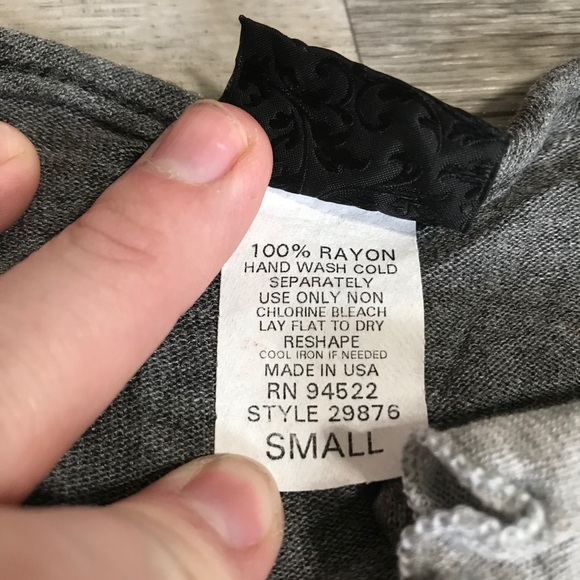 100% RAYON
HAND WASH COLD
SEPARATELY
USE ONLY NON
CHLORINE BLEACH
LAY FLAT TO DRY
RESHAPE
COOL IRON IF NEEDED
MADE IN USA
RN 94522
STYLE 29876
SMALL